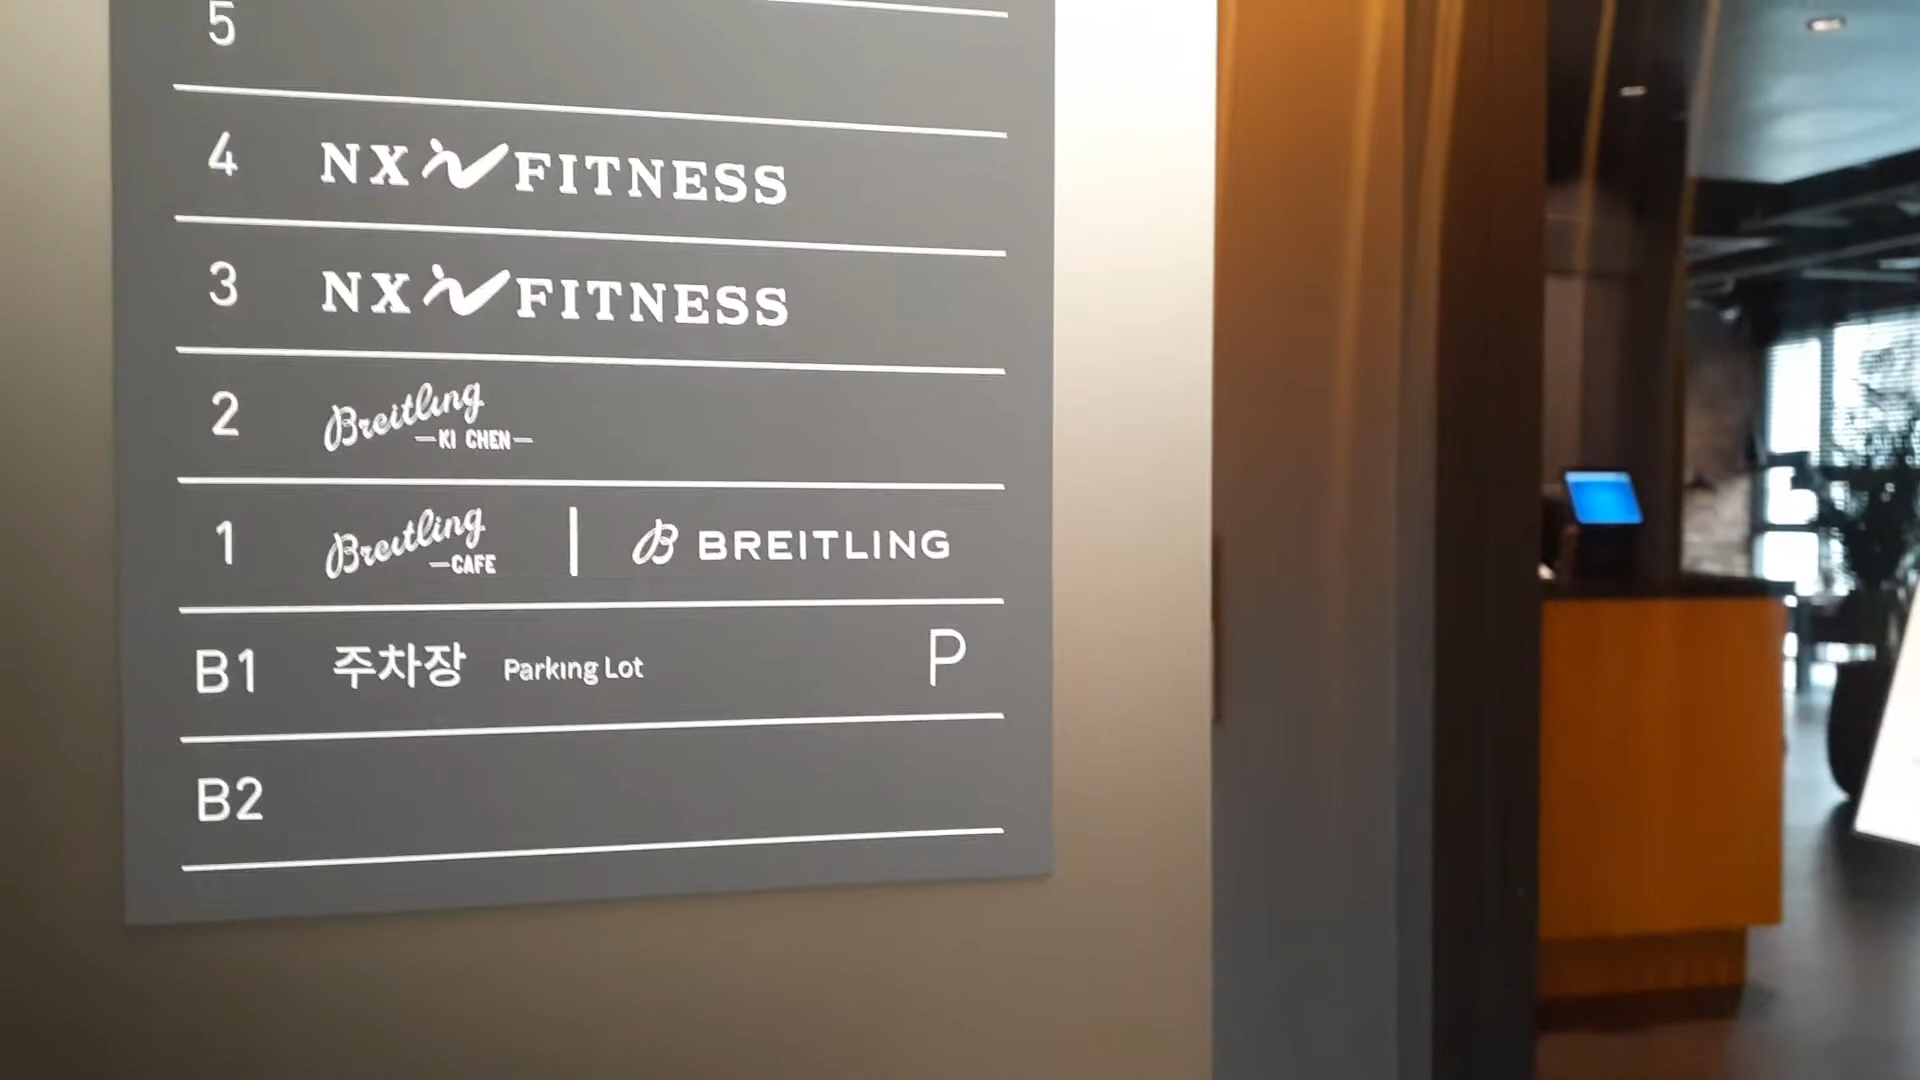 5
4 NX FITNESS
3 NX FITNESS
2 Breitling
KI CHEN
1 Breitling | B BREITLING
CAFE
B1 주차장 Parking Lot P
B2